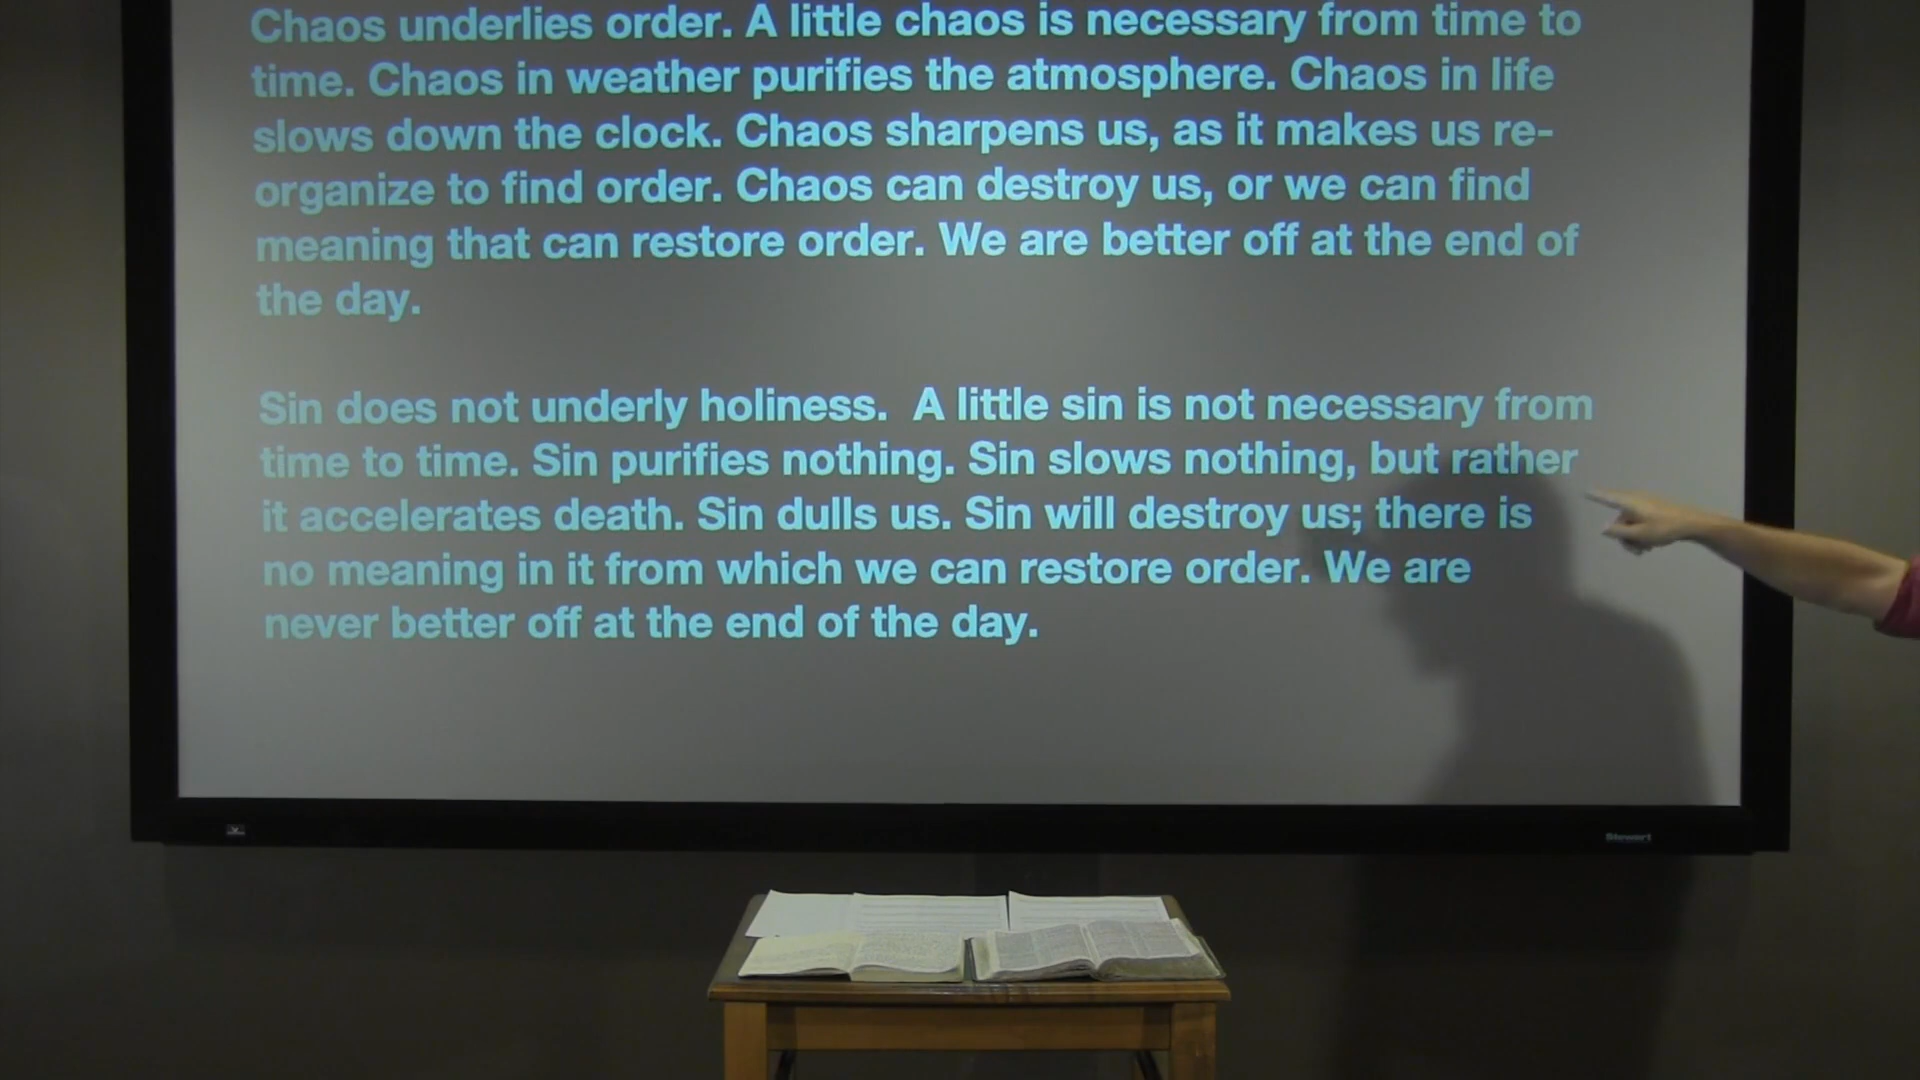 Chaos underlies order. A little chaos is necessary from time to
time. Chaos in weather purifies the atmosphere. Chaos in life
slows down the clock. Chaos sharpens us, as it makes us re-
organize to find order. Chaos can destroy us, or we can find
meaning that can restore order. We are better off at the end of
the day.
Sin does not underly holiness.  A little sin is not necessary from
time to time. Sin purifies nothing. Sin slows nothing, but rather
it accelerates death. Sin dulls us. Sin will destroy us; there is
no meaning in it from which we can restore order. We are
never better off at the end of the day.
Stewart